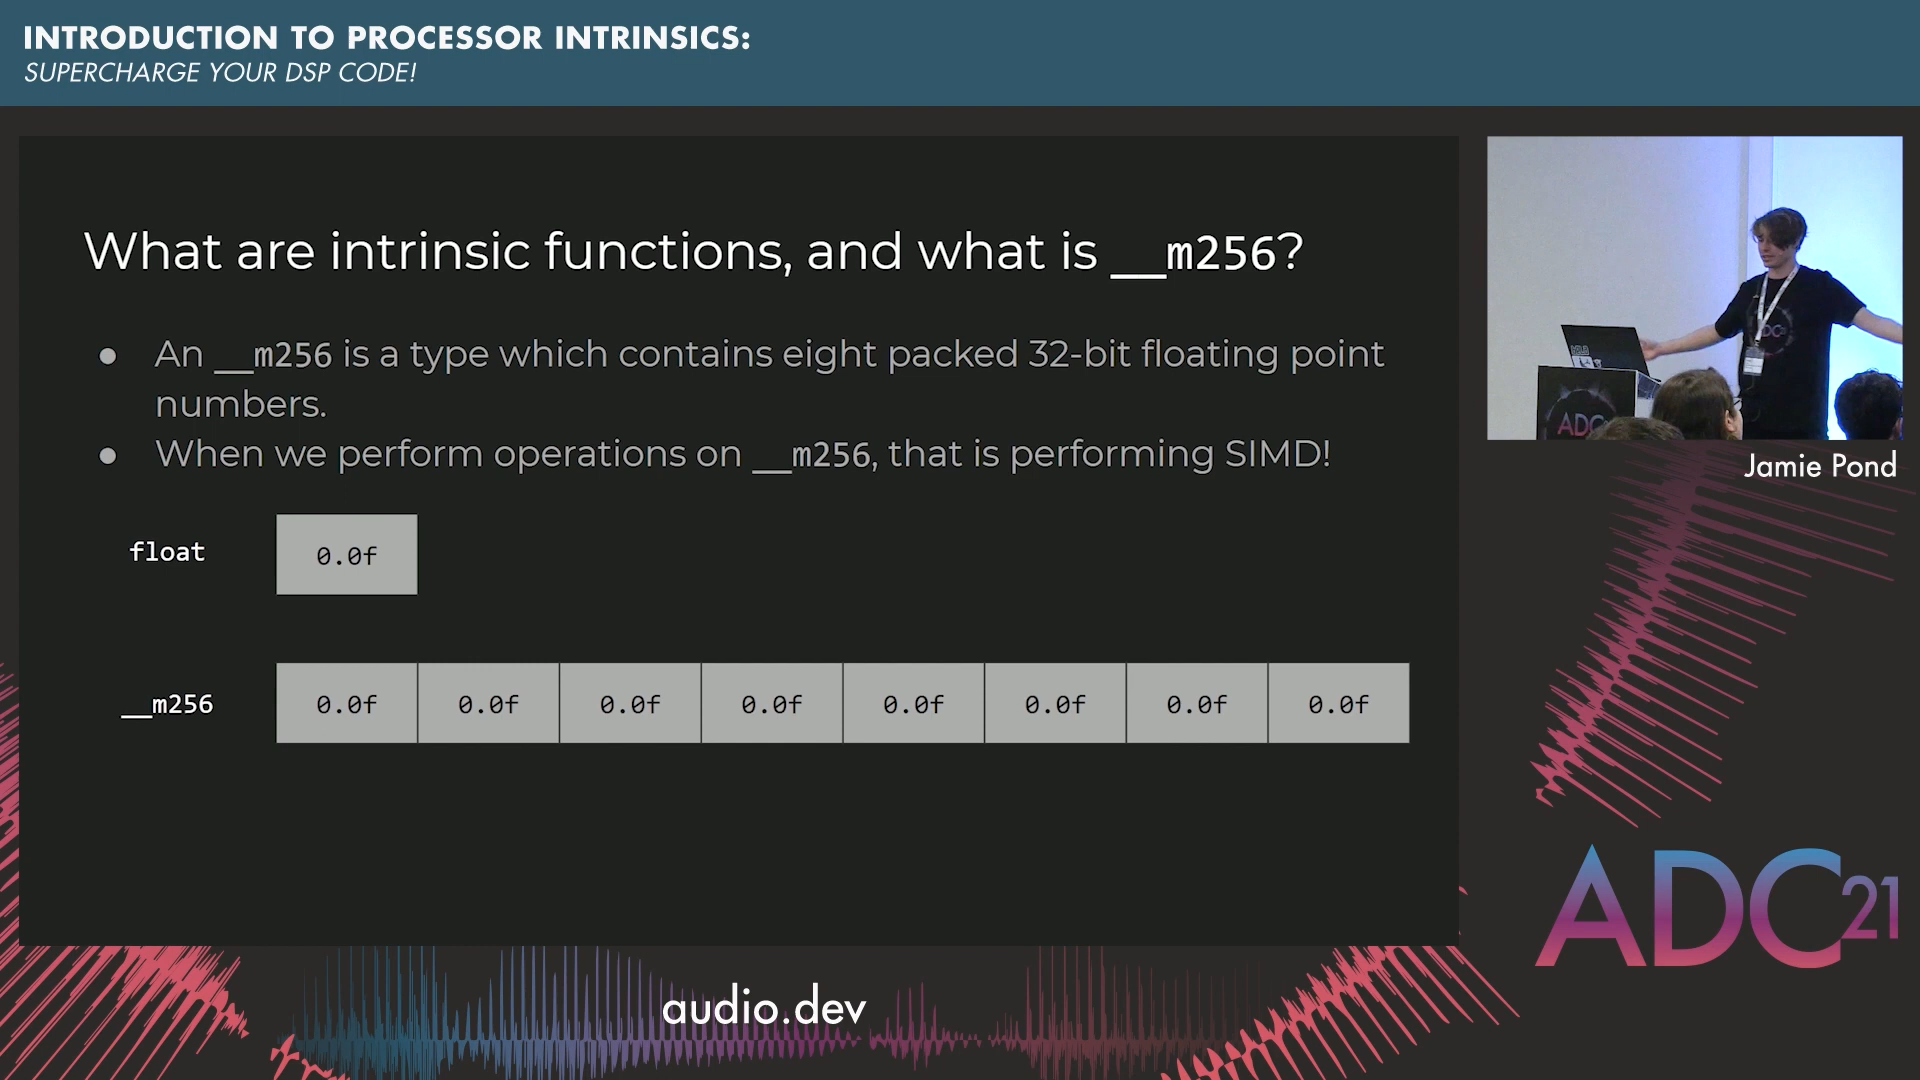 INTRODUCTION TO PROCESSOR INTRINSICS:
SUPERCHARGE YOUR DSP CODE!
What are intrinsic functions, and what is __m256?
● An __m256 is a type which contains eight packed 32-bit floating point
numbers.
● When we perform operations on __m256, that is performing SIMD!
float 0.0f
__m256 0.0f 0.0f 0.0f 0.0f 0.0f 0.0f 0.0f 0.0f
ADC
Jamie Pond
ADC21
audio.dev